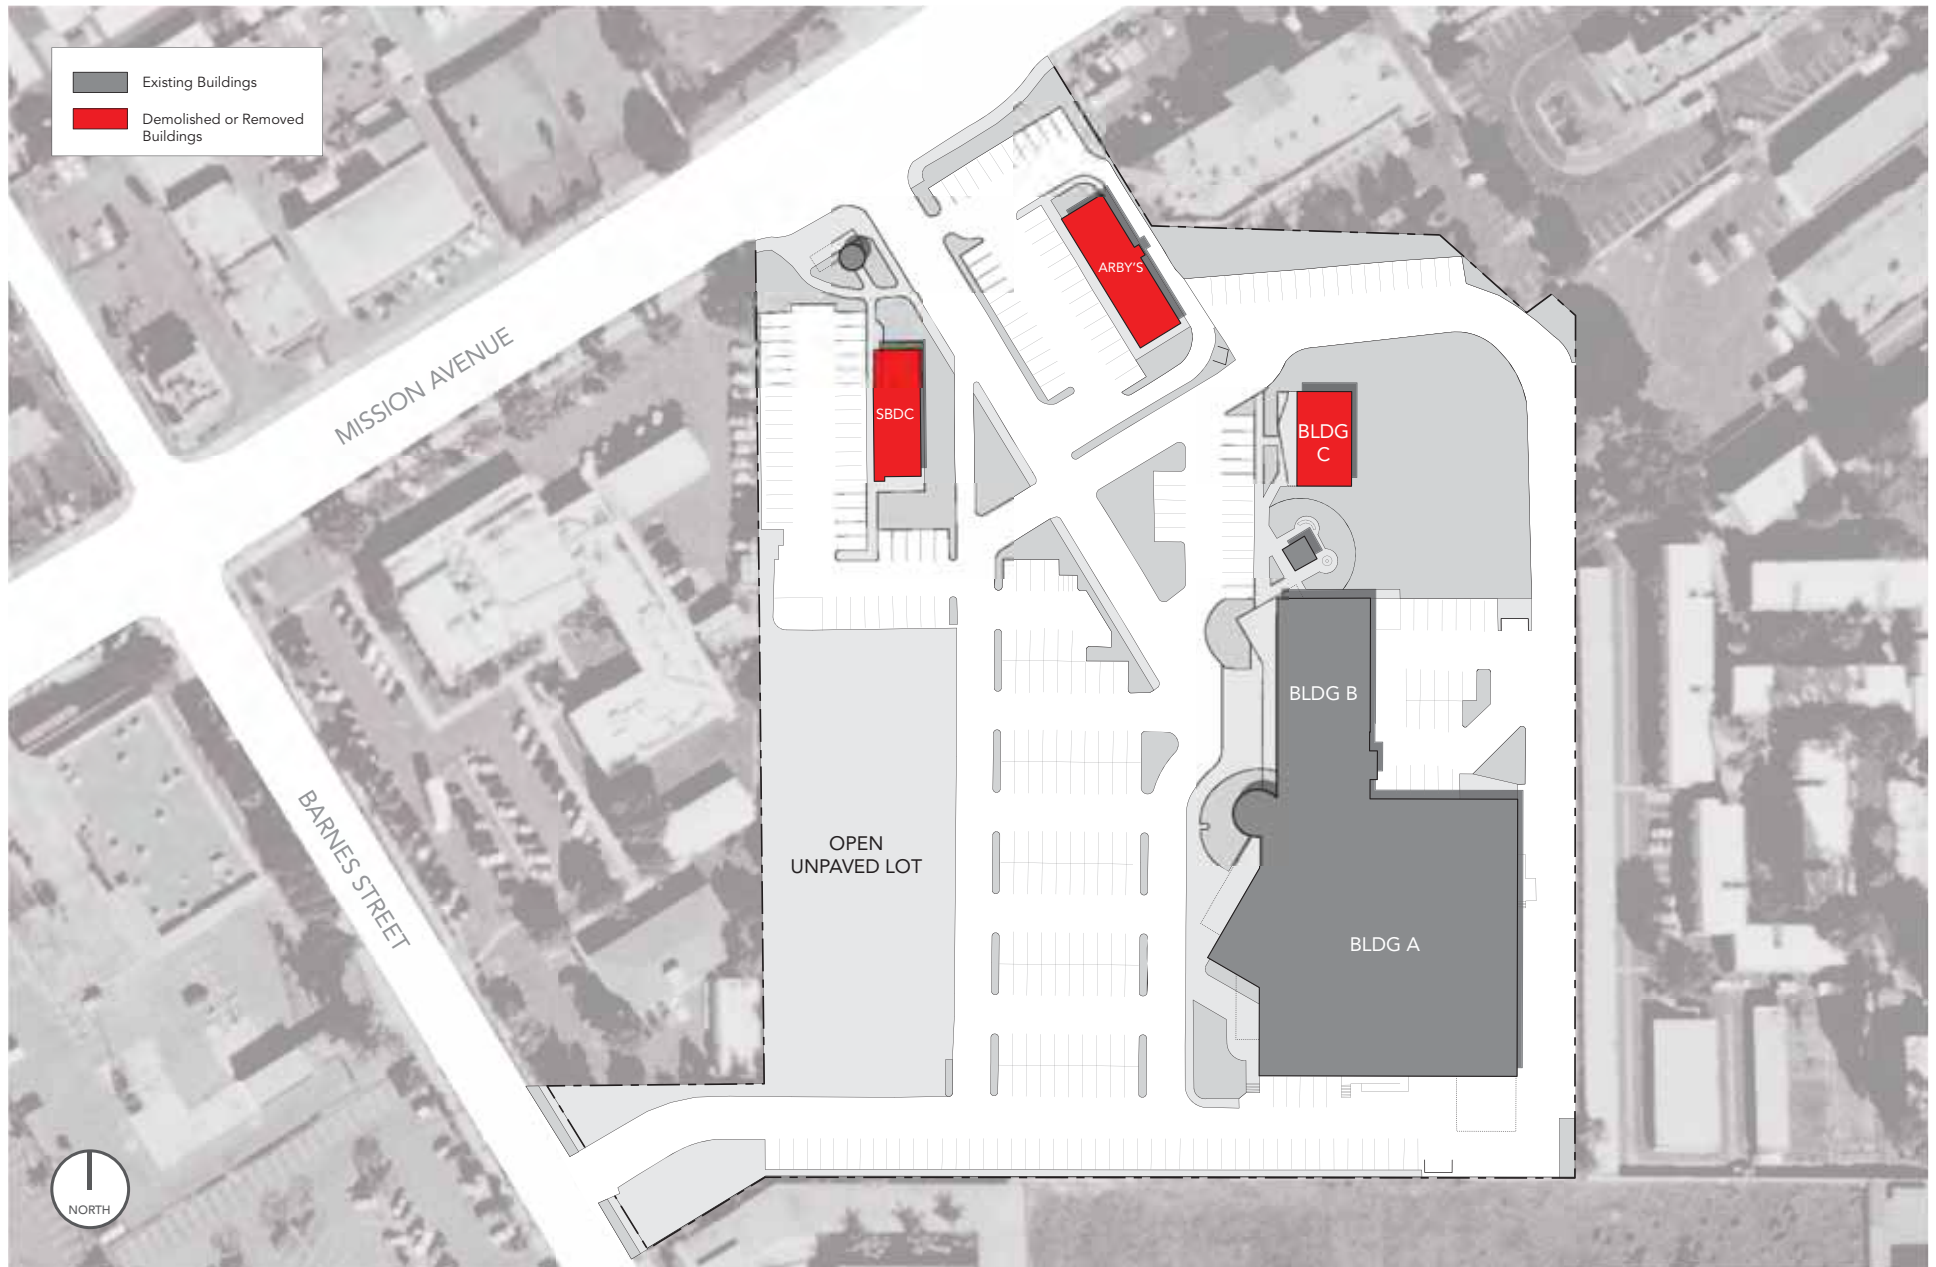 Existing Buildings
Demolished or Removed
Buildings
MISSION AVENUE
BARNES STREET
ARBY'S
SBDC
BLDG
C
BLDG B
OPEN
UNPAVED LOT
BLDG A
NORTH